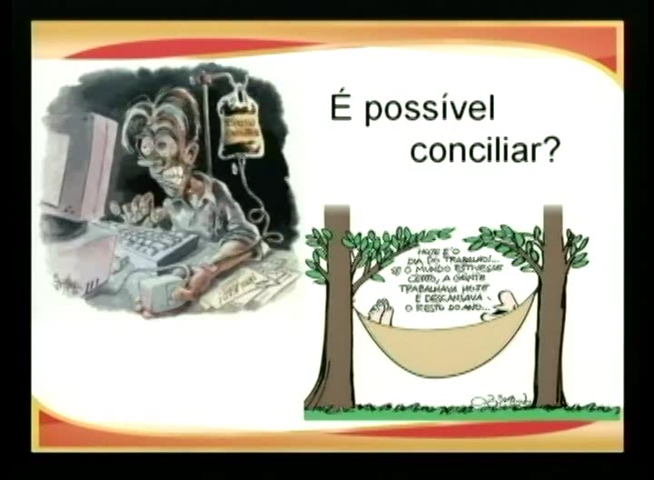 É possível
conciliar?
HOJE É O
DIA DO TRABALHO!...
SE O MUNDO ESTIVESSE
CERTO, A GENTE
TRABALHAVA HOJE
E DESCANSAVA
O RESTO DO ANO...